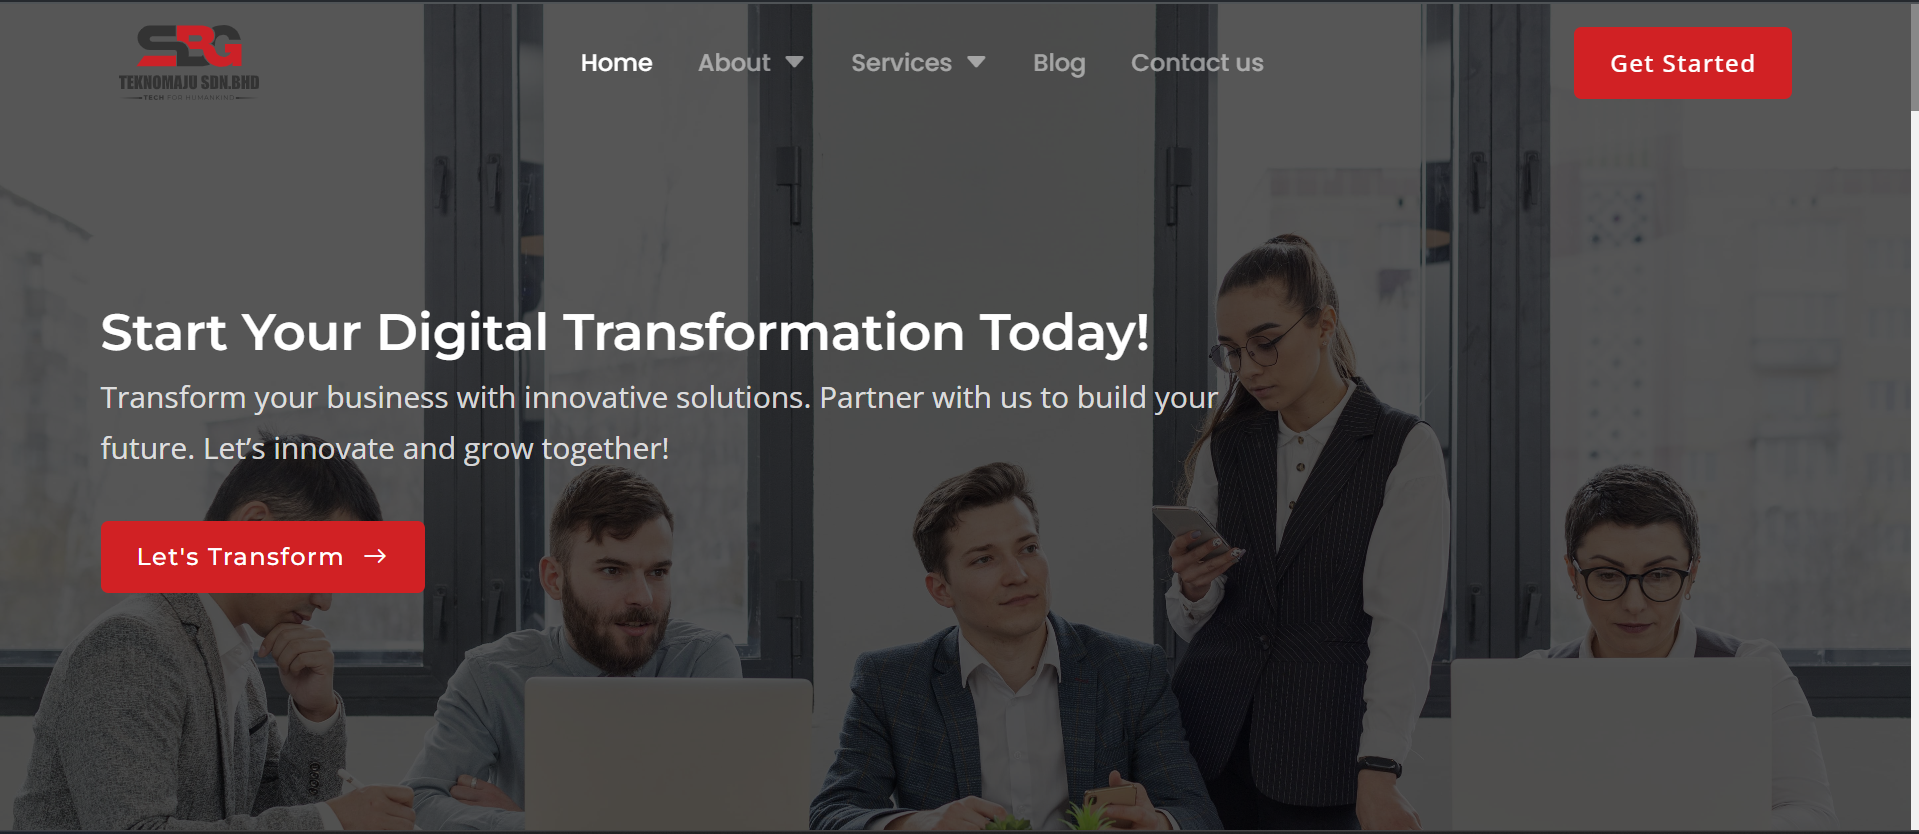 SBG
TEKNOMAJU SDN.BHD
TECH FOR HUMANKIND
Home About Services Blog Contact us
Get Started
Start Your Digital Transformation Today!
Transform your business with innovative solutions. Partner with us to build your
future. Let’s innovate and grow together!
Let's Transform →